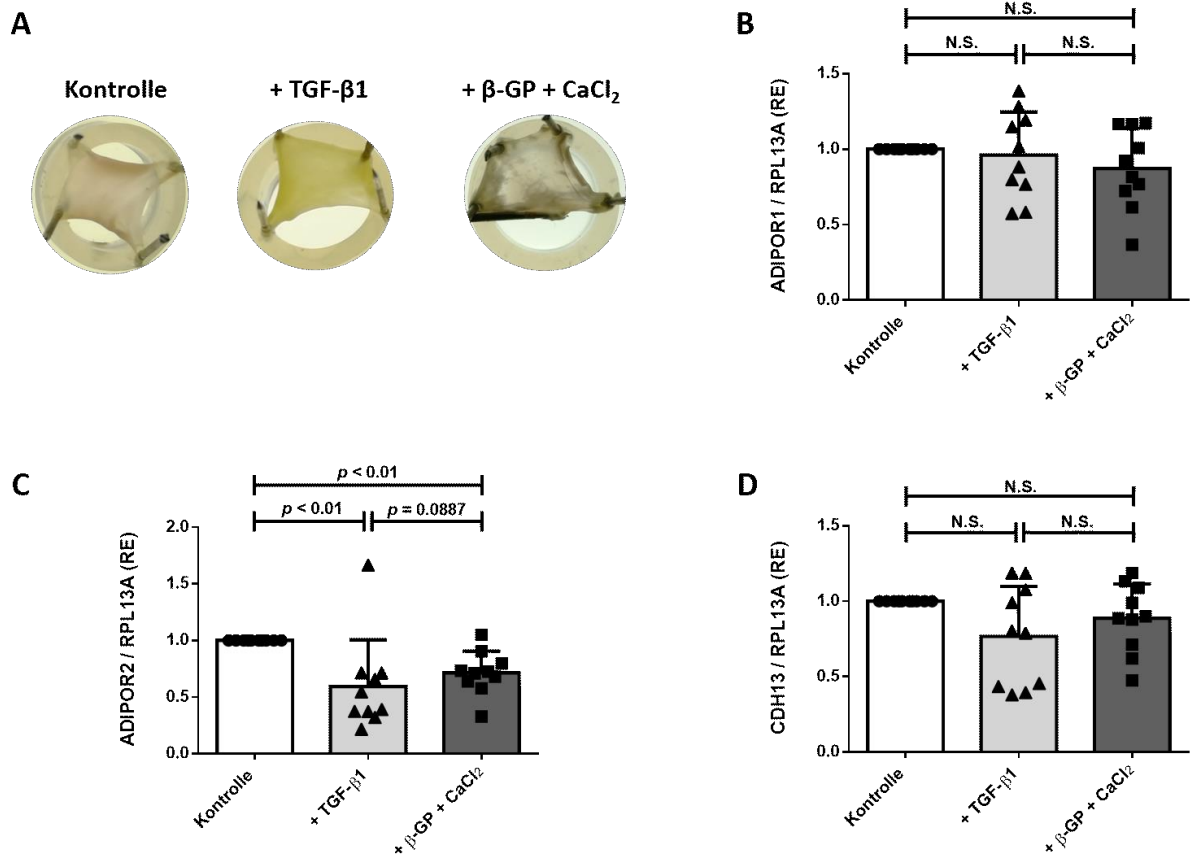 A
Kontrolle
+ TGF-β1
+ β-GP + CaCl₂
B
N.S.
N.S.
N.S.
ADIPOR1 / RPL13A (RE)
1.5
1.0
0.5
0.0
Kontrolle
+ TGF-β1
+ β-GP + CaCl₂
C
p < 0.01
p < 0.01
p = 0.0887
ADIPOR2 / RPL13A (RE)
2.0
1.5
1.0
0.5
0.0
Kontrolle
+ TGF-β1
+ β-GP + CaCl₂
D
N.S.
N.S.
N.S.
CDH13 / RPL13A (RE)
1.5
1.0
0.5
0.0
Kontrolle
+ TGF-β1
+ β-GP + CaCl₂